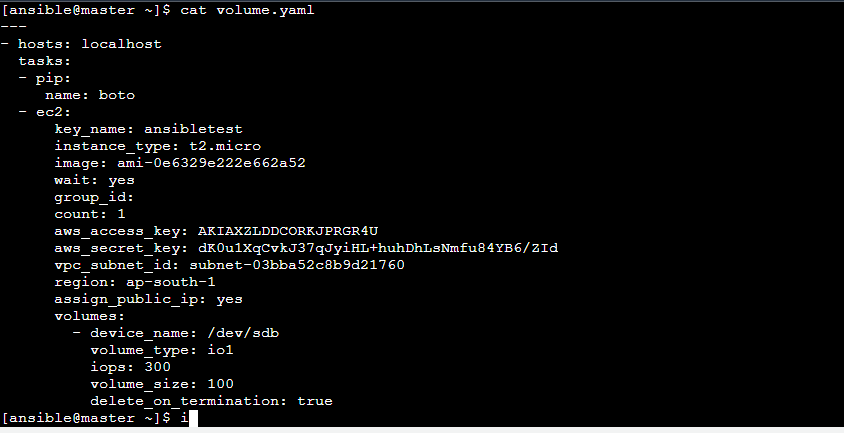 [ansible@master ~]$ cat volume.yaml
---
- hosts: localhost
  tasks:
  - pip:
     name: boto
  - ec2:
      key_name: ansibletest
      instance_type: t2.micro
      image: ami-0e6329e222e662a52
      wait: yes
      group_id:
      count: 1
      aws_access_key: AKIAXZLDDCORKJPRGR4U
      aws_secret_key: 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
      vpc_subnet_id: subnet-03bba52c8b9d21760
      region: ap-south-1
      assign_public_ip: yes
      volumes:
        - device_name: /dev/sdb
          volume_type: io1
          iops: 300
          volume_size: 100
          delete_on_termination: true
[ansible@master ~]$ i